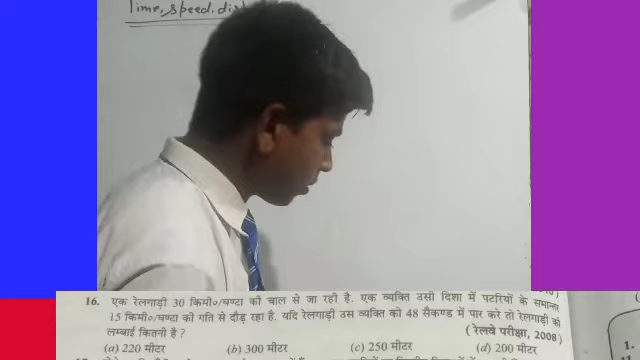 Time, speed, dis
16. एक रेलगाड़ी 30 किमी०/घण्टा की चाल से जा रही है. एक व्यक्ति उसी दिशा में पटरियों के समान्तर
15 किमी०/घण्टा की गति से दौड़ रहा है. यदि रेलगाड़ी उस व्यक्ति को 48 सैकण्ड में पार करे तो रेलगाड़ी की
लम्बाई कितनी है ? (रेलवे परीक्षा, 2008)
(a) 220 मीटर (b) 300 मीटर (c) 250 मीटर (d) 200 मीटर
1.